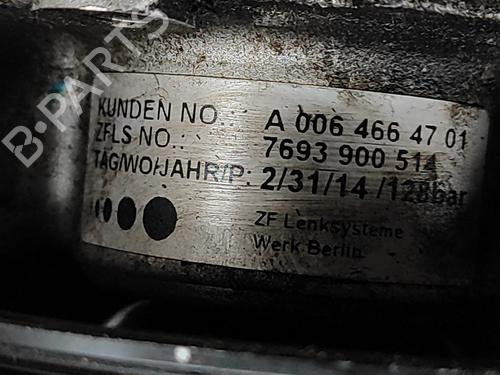 B-PARTS
KUNDEN NO.: A 006 466 47 01
ZFLS NO.: 7693 900 514
TAG/WO/JAHR/P: 2/31/14 /128bar
ZF Lenksysteme
Werk Berlin